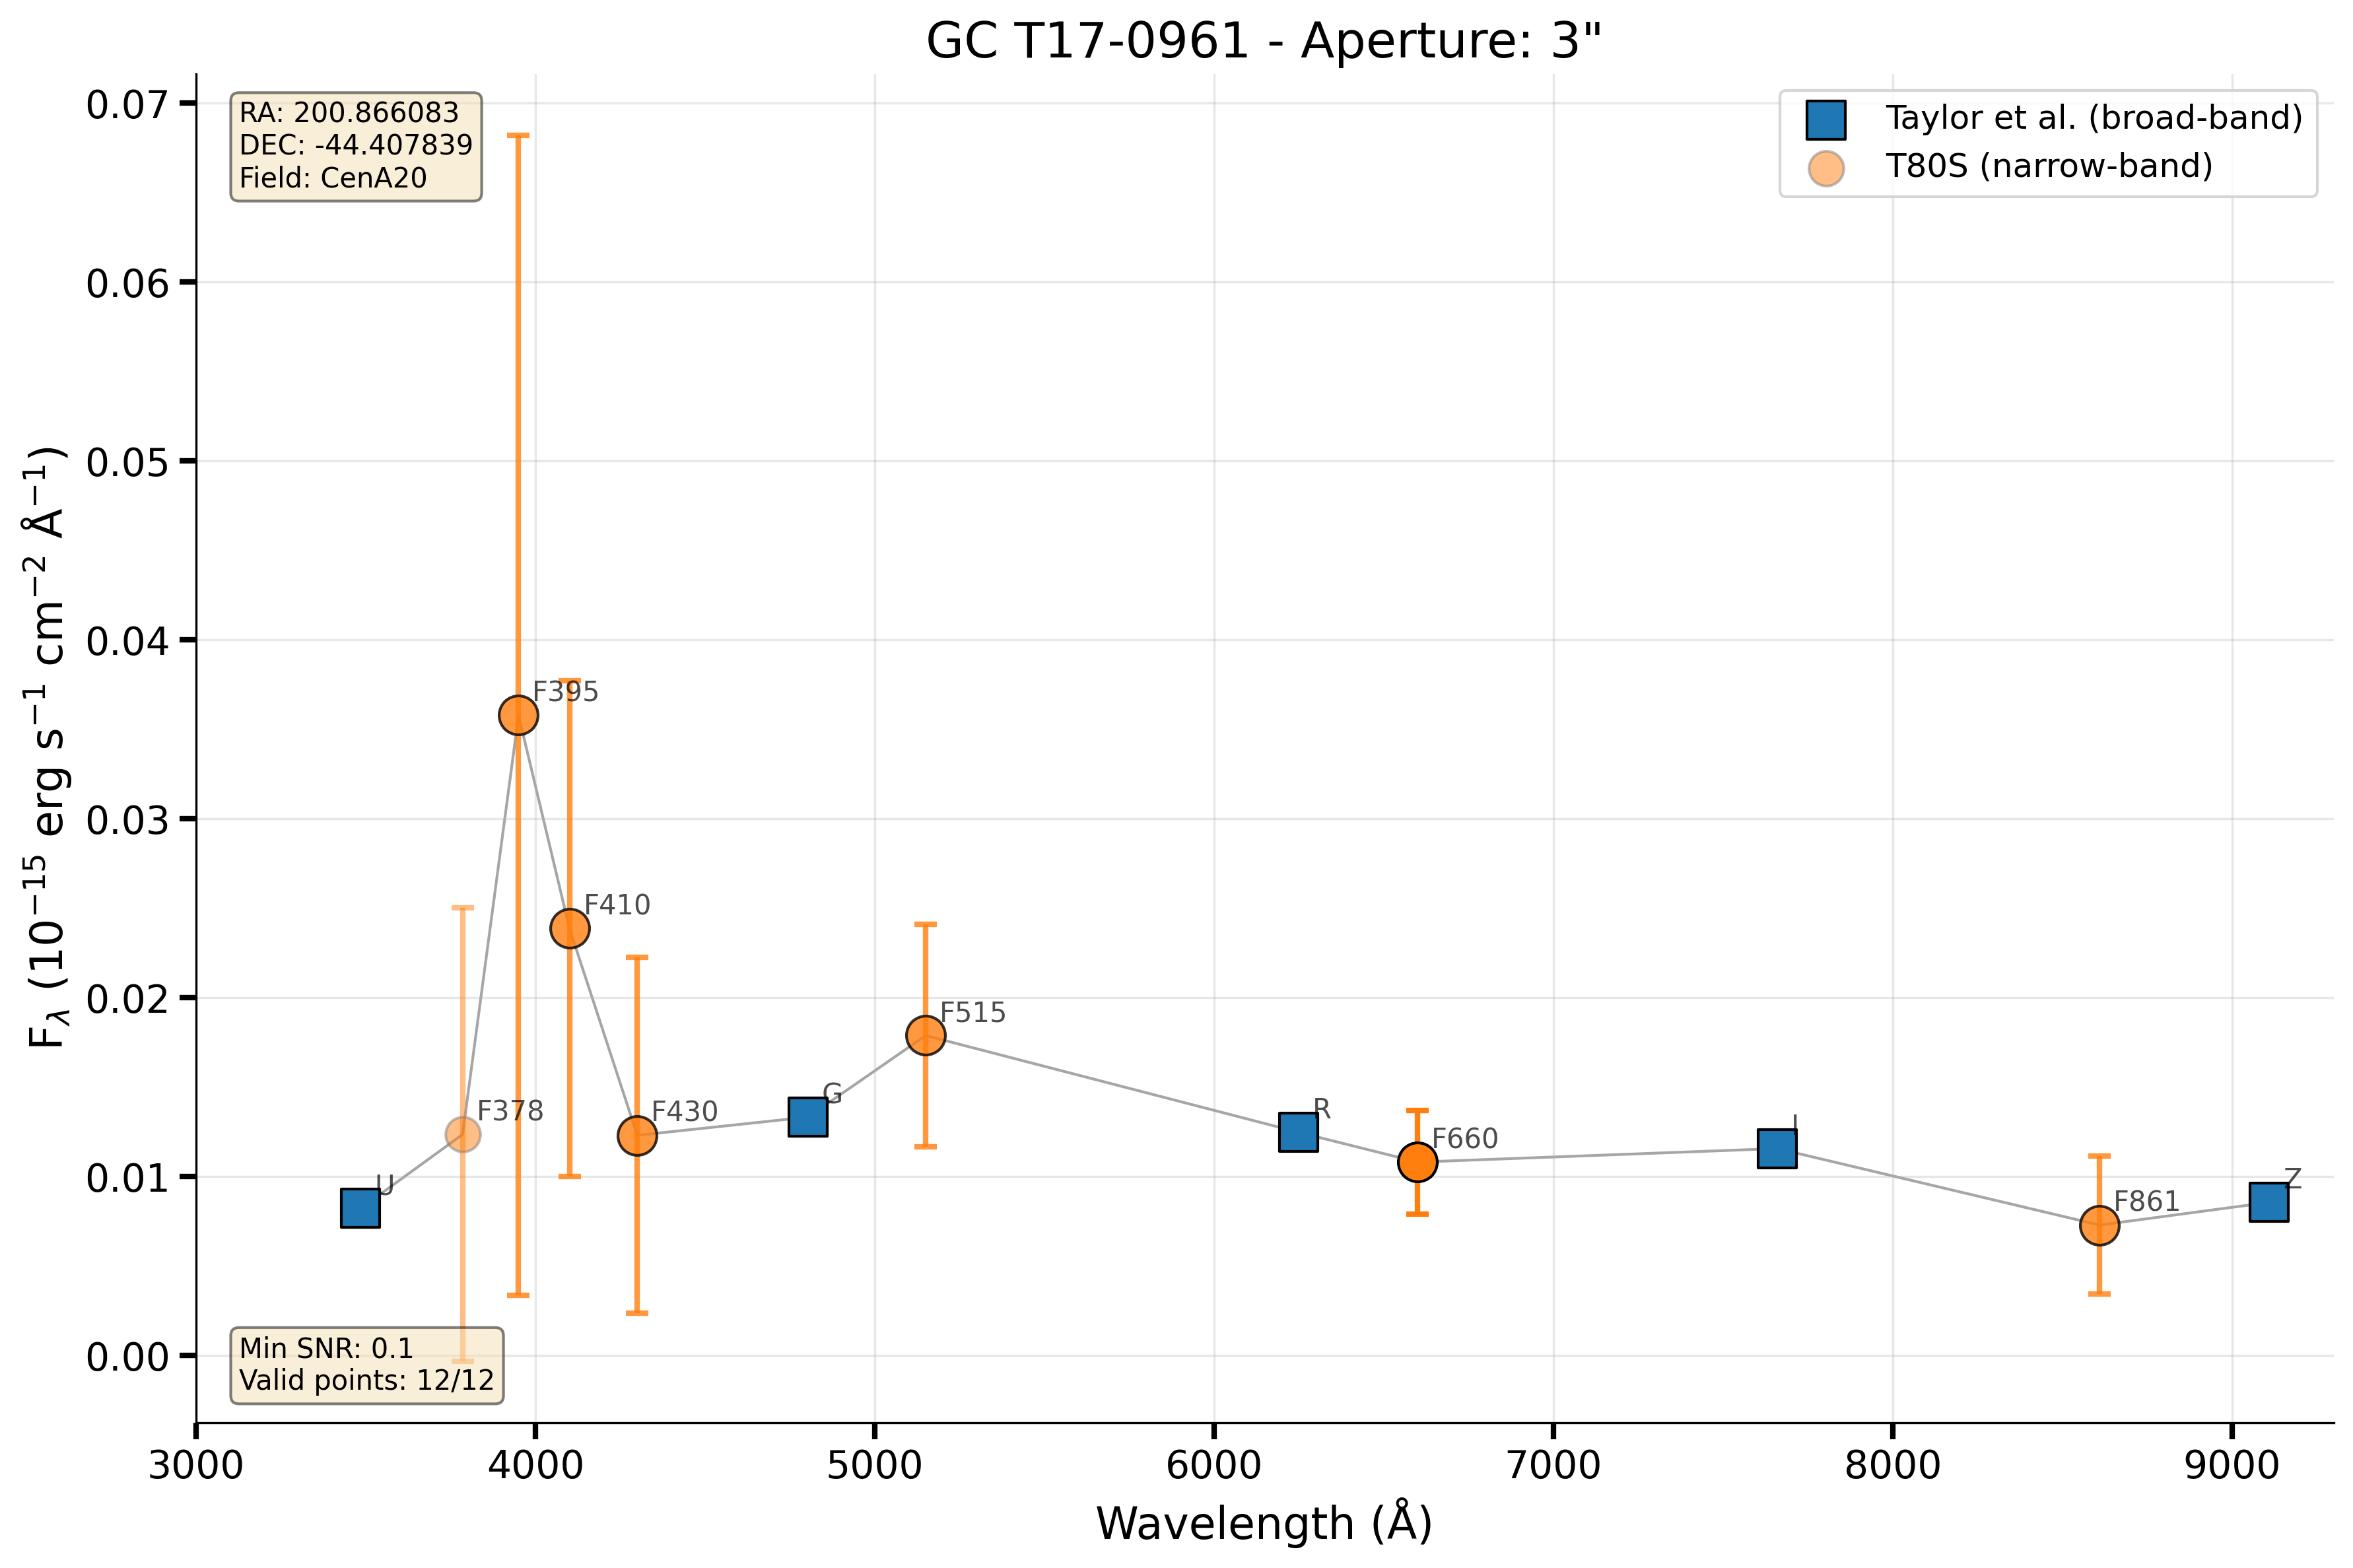 GC T17-0961 - Aperture: 3"
RA: 200.866083
DEC: -44.407839
Field: CenA20
Taylor et al. (broad-band)
T80S (narrow-band)
F_λ (10⁻¹⁵ erg s⁻¹ cm⁻² Å⁻¹)
0.07
0.06
0.05
0.04
0.03
0.02
0.01
0.00
U
F378
F395
F410
F430
G
F515
R
F660
I
F861
Z
Min SNR: 0.1
Valid points: 12/12
3000 4000 5000 6000 7000 8000 9000
Wavelength (Å)